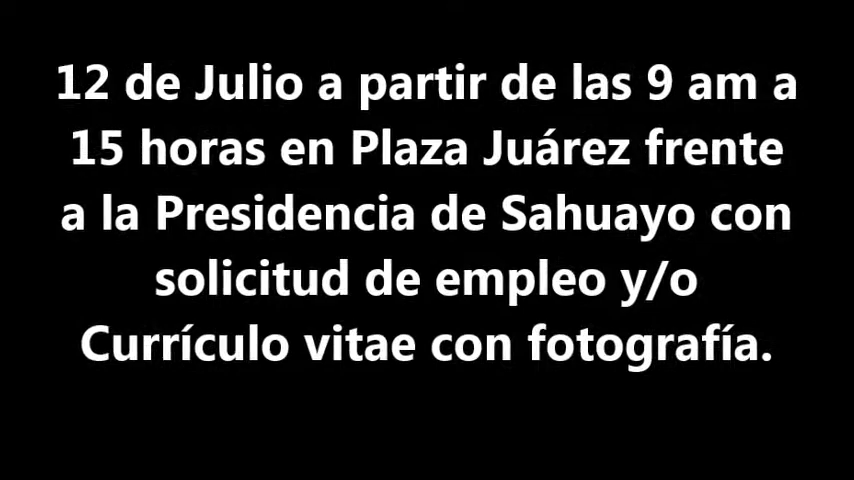 12 de Julio a partir de las 9 am a
15 horas en Plaza Juárez frente
a la Presidencia de Sahuayo con
solicitud de empleo y/o
Currículo vitae con fotografía.